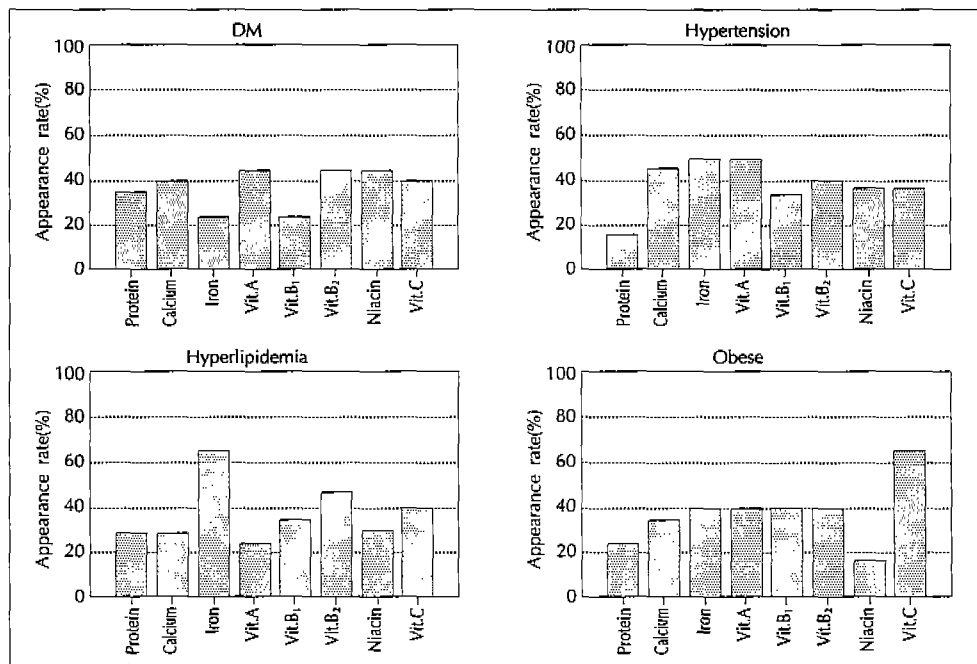 DM
Appearance rate(%)
100
80
60
40
20
0
Protein
Calcium
Iron
Vit.A
Vit.B₁
Vit.B₂
Niacin
Vit.C
Hypertension
Appearance rate(%)
100
80
60
40
20
0
Protein
Calcium
Iron
Vit.A
Vit.B₁
Vit.B₂
Niacin
Vit.C
Hyperlipidemia
Appearance rate(%)
100
80
60
40
20
0
Protein
Calcium
Iron
Vit.A
Vit.B₁
Vit.B₂
Niacin
Vit.C
Obese
Appearance rate(%)
100
80
60
40
20
0
Protein
Calcium
Iron
Vit.A
Vit.B₁
Vit.B₂
Niacin
Vit.C